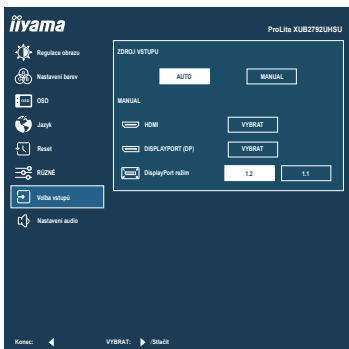 iiyama
ProLite XUB2792UHSU
Regulace obrazu
Nastavení barev
OSD
OSD
Jazyk
Reset
RŮZNÉ
Volba vstupů
Nastavení audio
ZDROJ VSTUPU
AUTO
MANUAL
MANUAL
HDMI
VYBRAT
DISPLAYPORT (DP)
VYBRAT
DisplayPort režim
1.2
1.1
Konec:
VYBRAT: /Stlačit